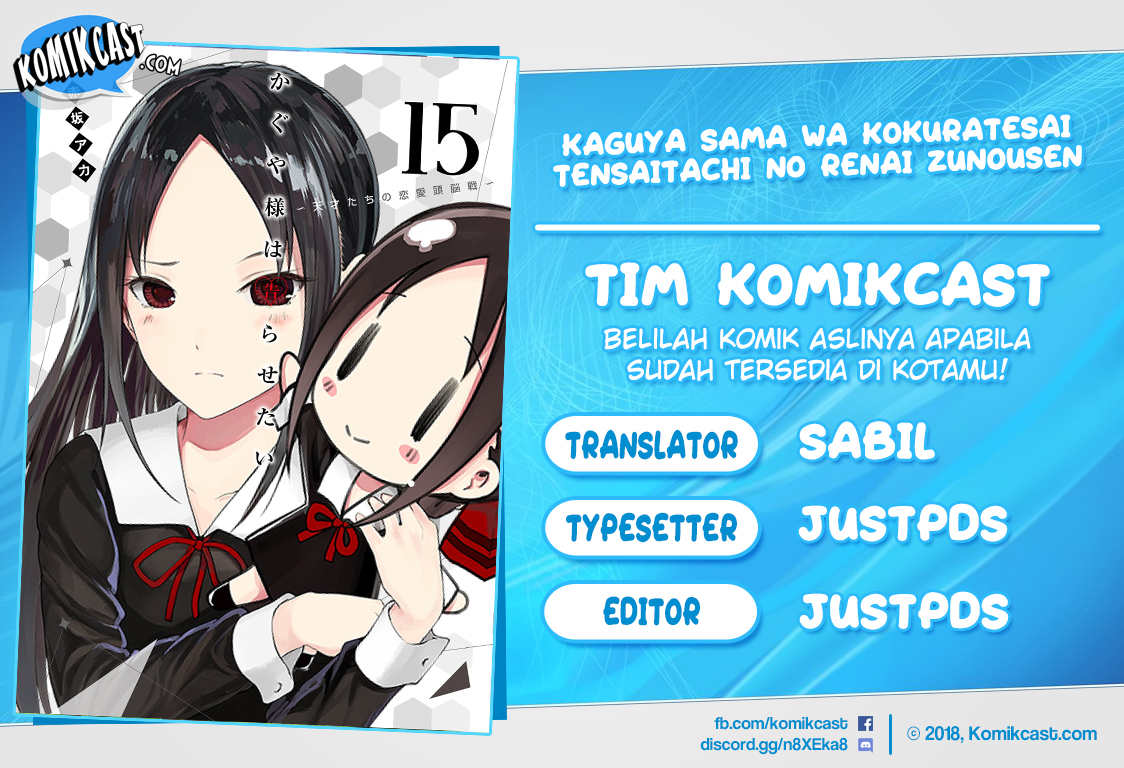 KOMIKCAST
.COM
坂アカ
15
かぐや様は告らせたい
~天才たちの恋愛頭脳戦~
KAGUYA SAMA WA KOKURATESAI
TENSAITACHI NO RENAI ZUNOUSEN
TIM KOMIKCAST
BELILAH KOMIK ASLINYA APABILA
SUDAH TERSEDIA DI KOTAMU!
TRANSLATOR SABIL
TYPESETTER JUSTPDS
EDITOR JUSTPDS
fb.com/komikcast
discord.gg/n8XEka8
© 2018, Komikcast.com